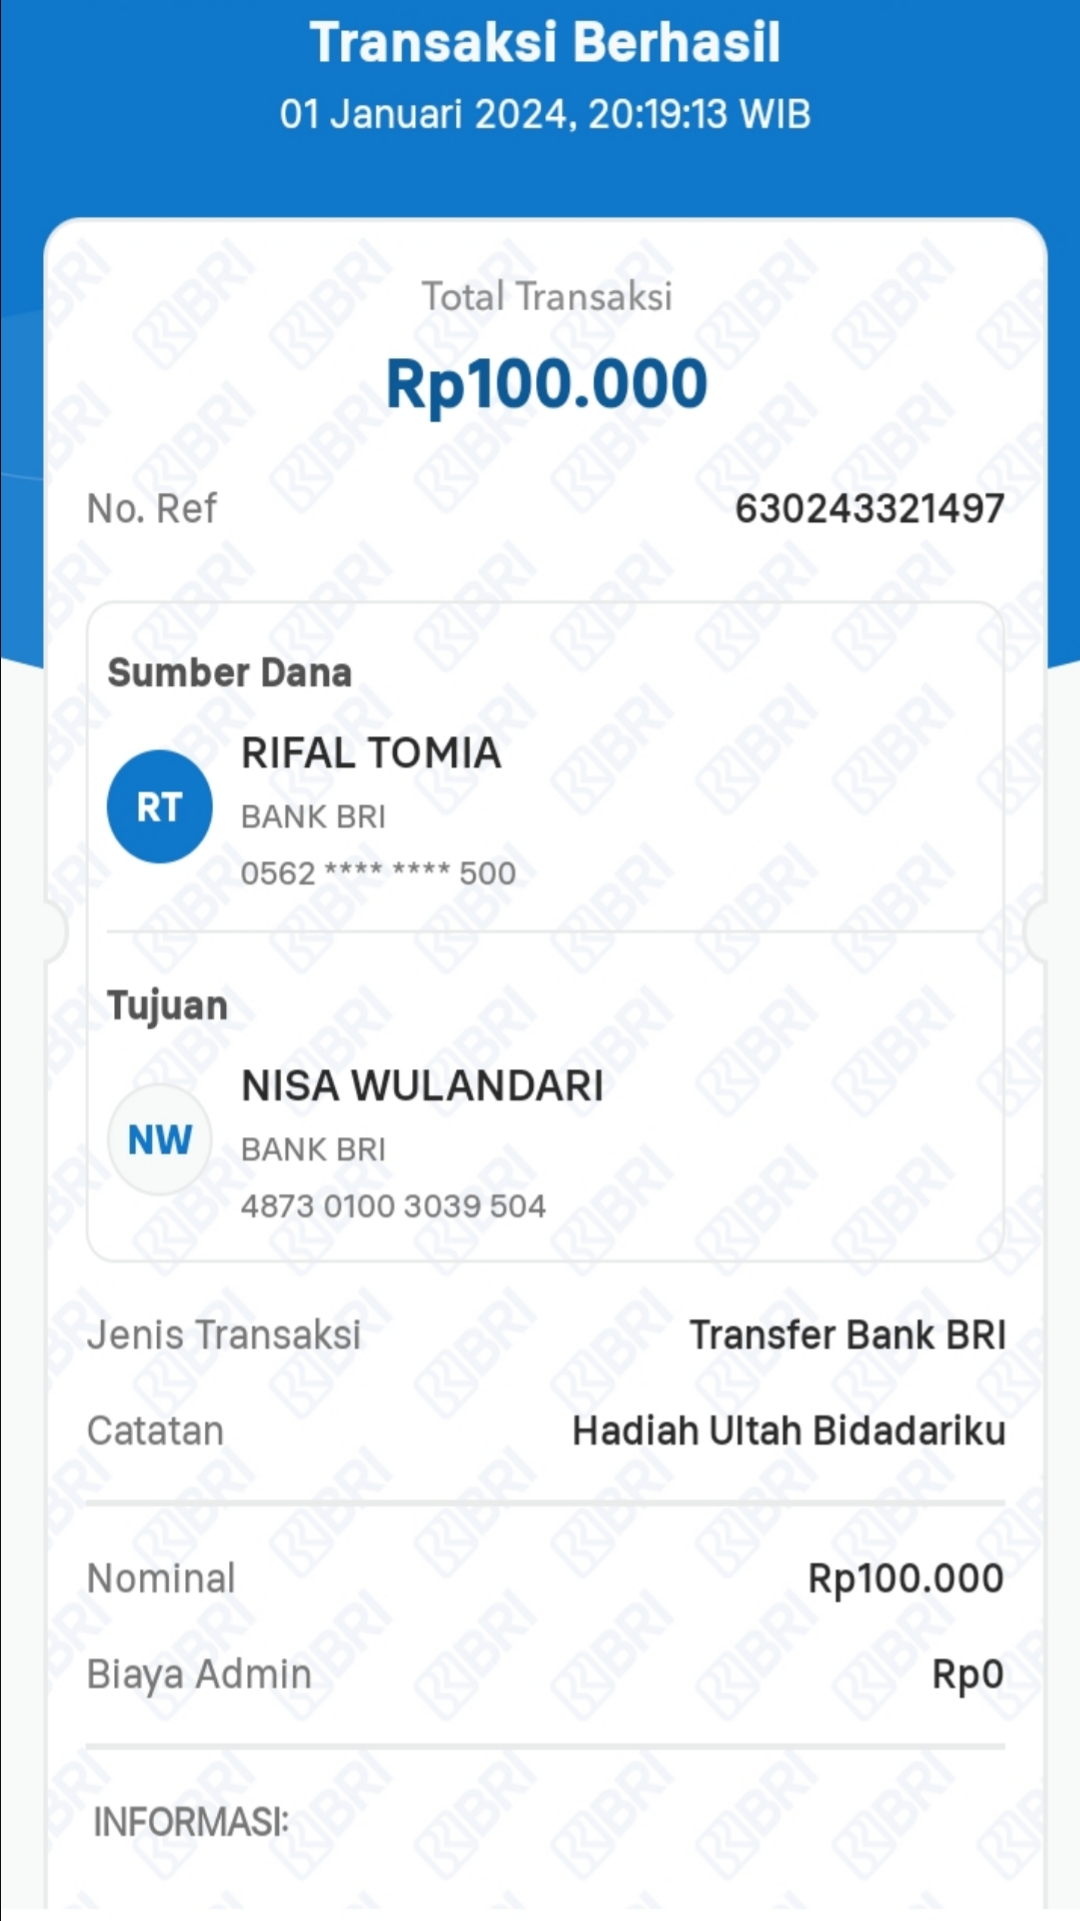 Transaksi Berhasil
01 Januari 2024, 20:19:13 WIB
Total Transaksi
Rp100.000
No. Ref 630243321497
Sumber Dana
RT
RIFAL TOMIA
BANK BRI
0562 **** **** 500
Tujuan
NW
NISA WULANDARI
BANK BRI
4873 0100 3039 504
Jenis Transaksi Transfer Bank BRI
Catatan Hadiah Ultah Bidadariku
Nominal Rp100.000
Biaya Admin Rp0
INFORMASI: